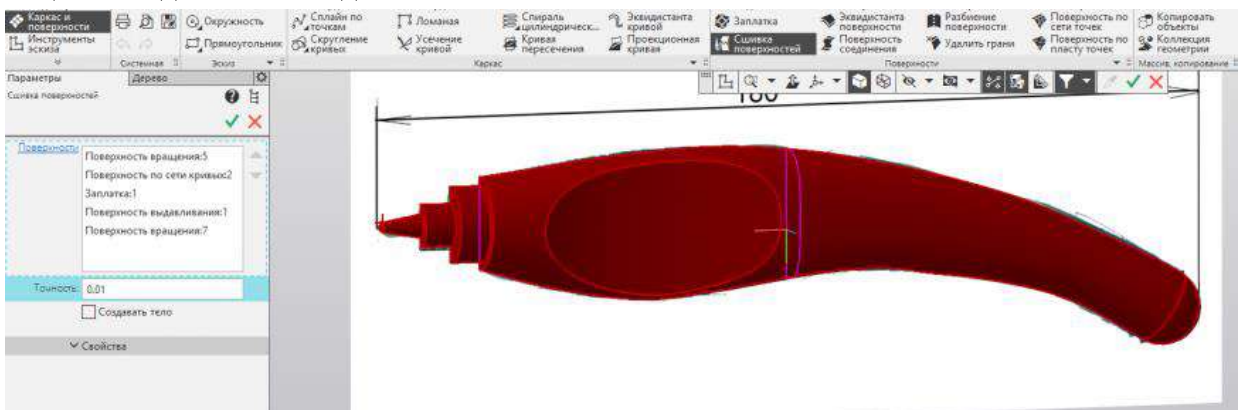 Каркас и поверхности
Инструменты эскиза
Системная
Окружность
Прямоугольник
Эскиз
Сплайн по точкам
Скругление кривых
Ломаная
Усечение кривой
Спираль цилиндрическ...
Кривая пересечения
Эквидистанта кривой
Проекционная кривая
Каркас
Заплатка
Сшивка поверхностей
Эквидистанта поверхности
Поверхность соединения
Разбиение поверхности
Удалить грани
Поверхность по сети точек
Поверхность по пласту точек
Поверхности
Копировать объекты
Коллекция геометрии
Массив, копирование
Параметры
Дерево
Сшивка поверхностей
Поверхности
Поверхность вращения:5
Поверхность по сети кривых:2
Заплатка:1
Поверхность выдавливания:1
Поверхность вращения:7
Точность: 0.01
Создавать тело
Свойства